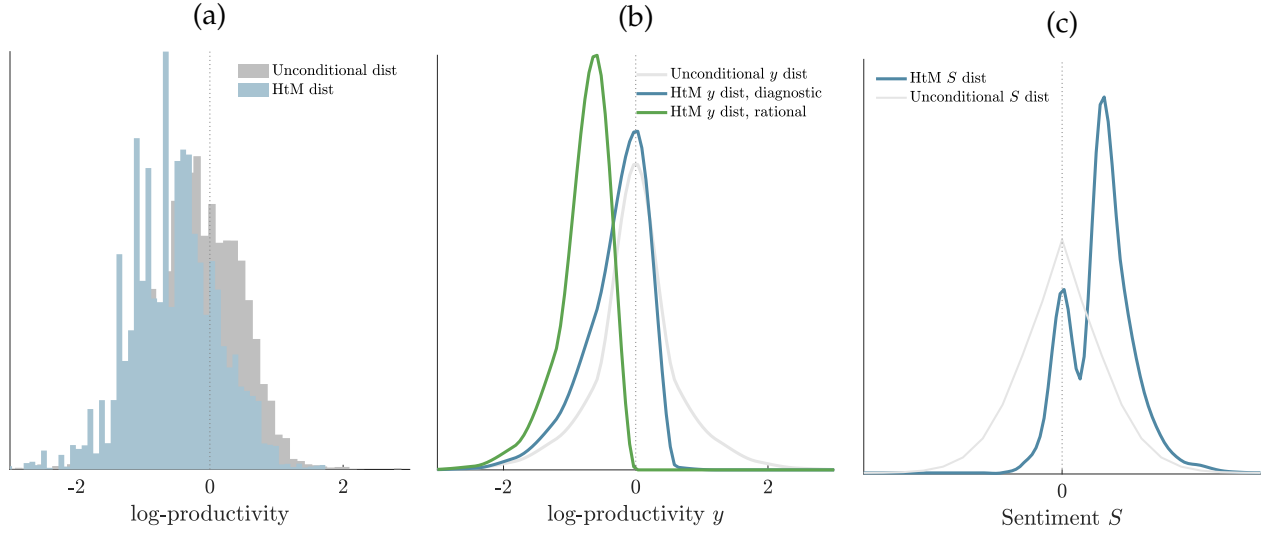 (a)
Unconditional dist
HtM dist
-2
0
2
log-productivity
(b)
Unconditional y dist
HtM y dist, diagnostic
HtM y dist, rational
-2
0
2
log-productivity y
(c)
HtM S dist
Unconditional S dist
0
Sentiment S